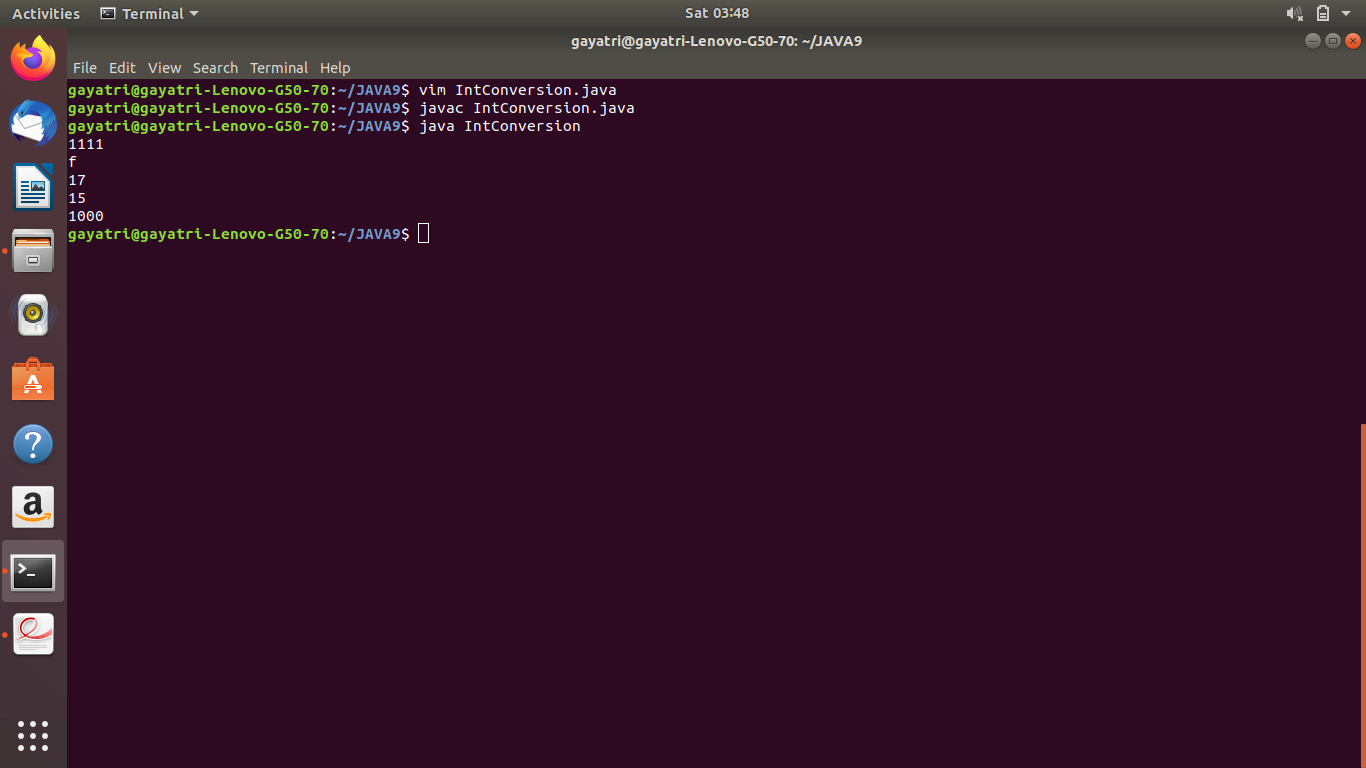 Activities Terminal Sat 03:48
gayatri@gayatri-Lenovo-G50-70: ~/JAVA9
File Edit View Search Terminal Help
gayatri@gayatri-Lenovo-G50-70:~/JAVA9$ vim IntConversion.java
gayatri@gayatri-Lenovo-G50-70:~/JAVA9$ javac IntConversion.java
gayatri@gayatri-Lenovo-G50-70:~/JAVA9$ java IntConversion
1111
f
17
15
1000
gayatri@gayatri-Lenovo-G50-70:~/JAVA9$